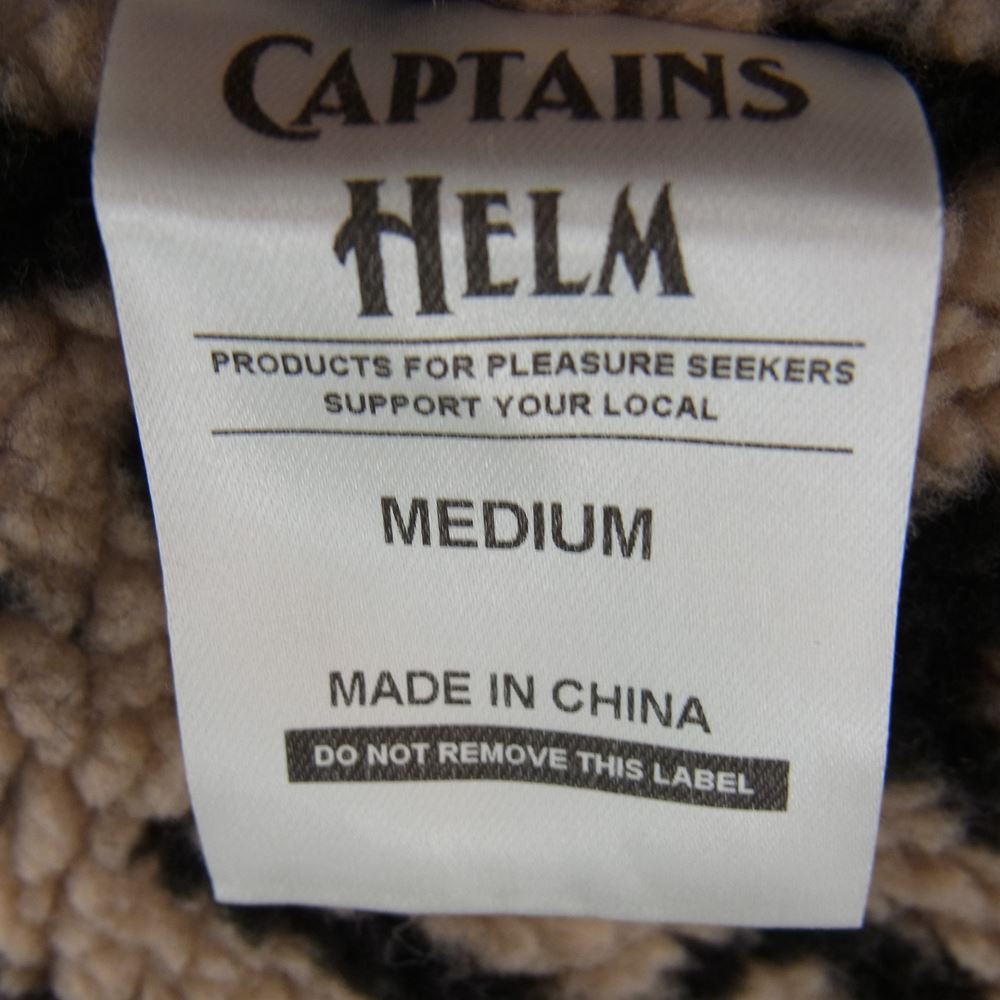 CAPTAINS
HELM
PRODUCTS FOR PLEASURE SEEKERS
SUPPORT YOUR LOCAL
MEDIUM
MADE IN CHINA
DO NOT REMOVE THIS LABEL